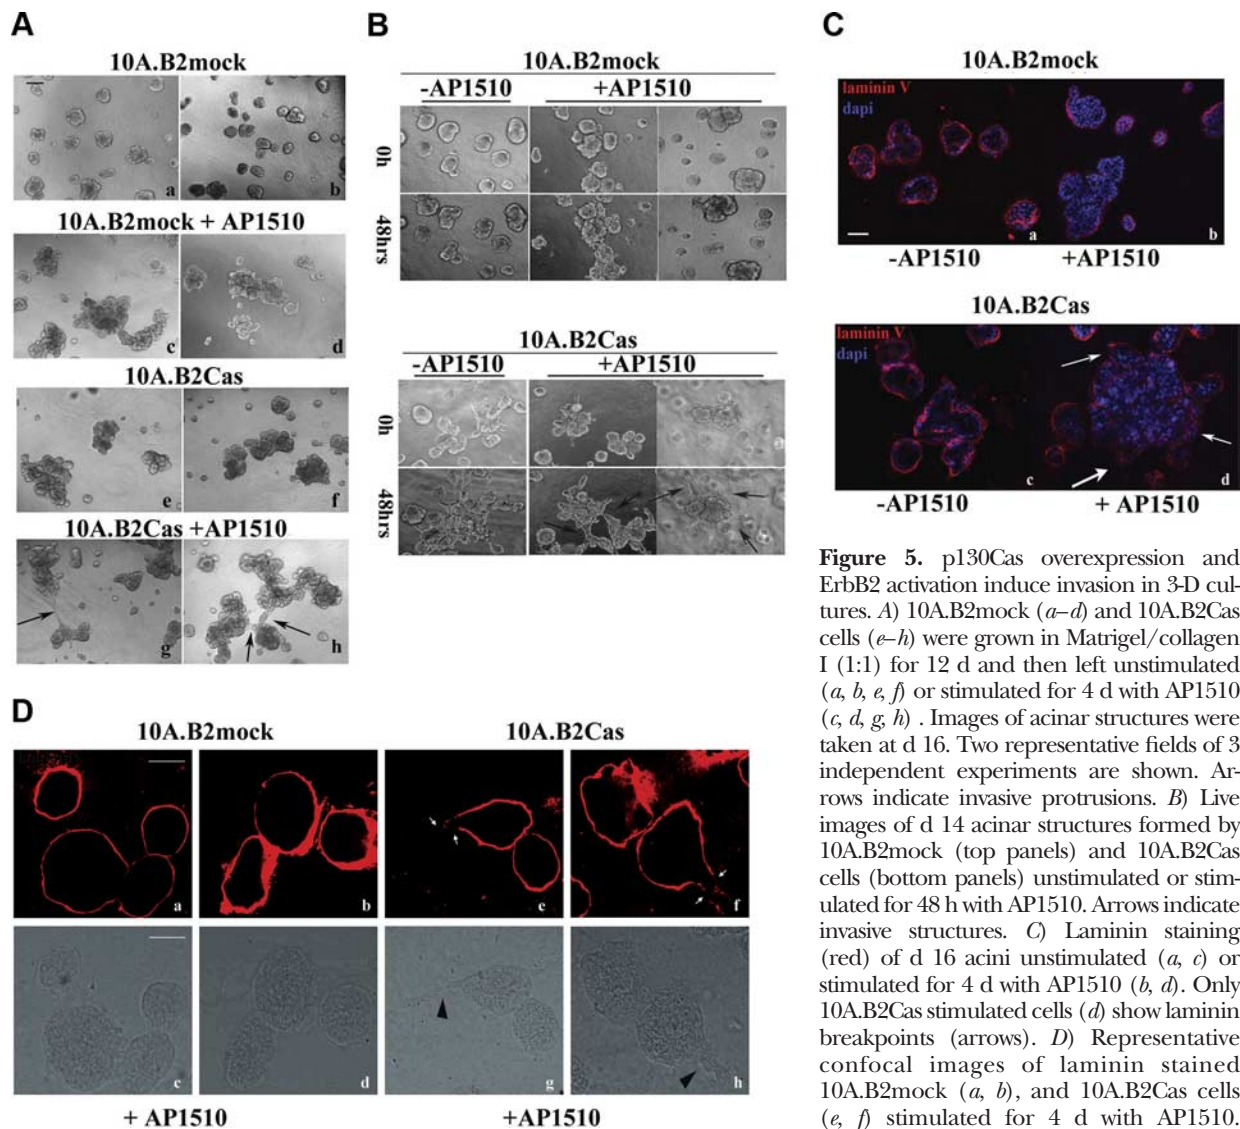 A
10A.B2mock
a
b
10A.B2mock + AP1510
c
d
10A.B2Cas
e
f
10A.B2Cas +AP1510
g
h
B
10A.B2mock
-AP1510
+AP1510
0h
48hrs
10A.B2Cas
-AP1510
+AP1510
0h
48hrs
C
10A.B2mock
laminin V
dapi
a
b
-AP1510
+AP1510
10A.B2Cas
laminin V
dapi
c
d
-AP1510
+ AP1510
D
10A.B2mock
10A.B2Cas
a
b
e
f
c
d
g
h
+ AP1510
+AP1510
Figure 5. p130Cas overexpression and
ErbB2 activation induce invasion in 3-D cul-
tures. A) 10A.B2mock (a–d) and 10A.B2Cas
cells (e–h) were grown in Matrigel/collagen
I (1:1) for 12 d and then left unstimulated
(a, b, e, f) or stimulated for 4 d with AP1510
(c, d, g, h) . Images of acinar structures were
taken at d 16. Two representative fields of 3
independent experiments are shown. Ar-
rows indicate invasive protrusions. B) Live
images of d 14 acinar structures formed by
10A.B2mock (top panels) and 10A.B2Cas
cells (bottom panels) unstimulated or stim-
ulated for 48 h with AP1510. Arrows indicate
invasive structures. C) Laminin staining
(red) of d 16 acini unstimulated (a, c) or
stimulated for 4 d with AP1510 (b, d). Only
10A.B2Cas stimulated cells (d) show laminin
breakpoints (arrows). D) Representative
confocal images of laminin stained
10A.B2mock (a, b), and 10A.B2Cas cells
(e, f) stimulated for 4 d with AP1510.